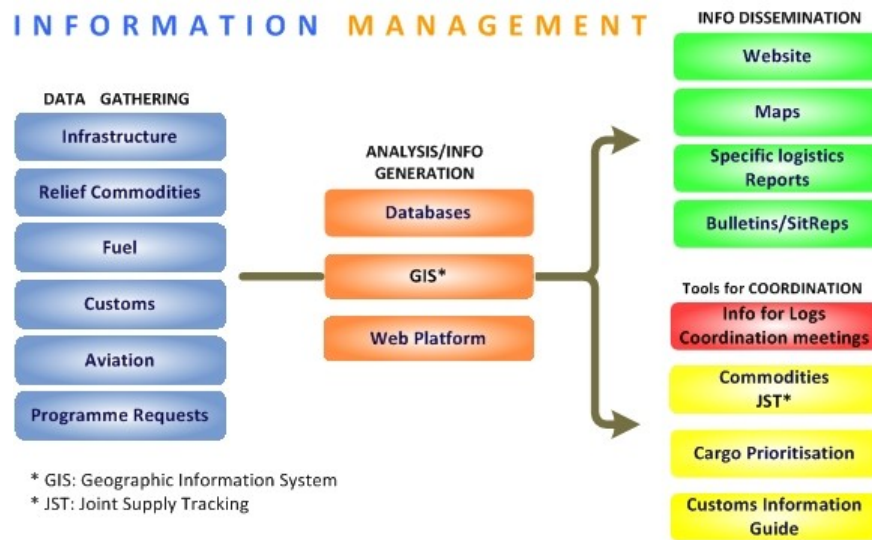 INFORMATION MANAGEMENT
DATA GATHERING
Infrastructure
Relief Commodities
Fuel
Customs
Aviation
Programme Requests
ANALYSIS/INFO
GENERATION
Databases
GIS*
Web Platform
INFO DISSEMINATION
Website
Maps
Specific logistics
Reports
Bulletins/SitReps
Tools for COORDINATION
Info for Logs
Coordination meetings
Commodities
JST*
Cargo Prioritisation
Customs Information
Guide
* GIS: Geographic Information System
* JST: Joint Supply Tracking